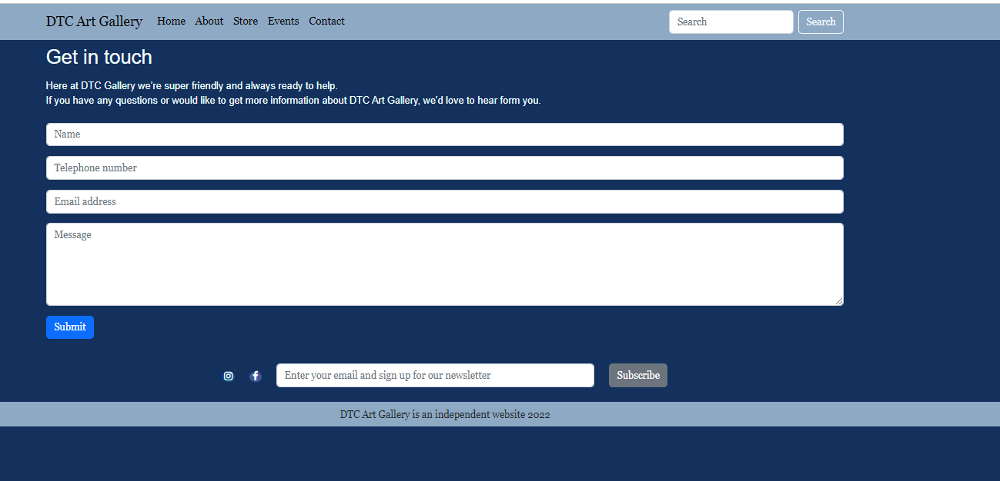 DTC Art Gallery Home About Store Events Contact Search Search
Get in touch
Here at DTC Gallery we're super friendly and always ready to help.
If you have any questions or would like to get more information about DTC Art Gallery, we'd love to hear form you.
Name
Telephone number
Email address
Message
Submit
Enter your email and sign up for our newsletter Subscribe
DTC Art Gallery is an independent website 2022